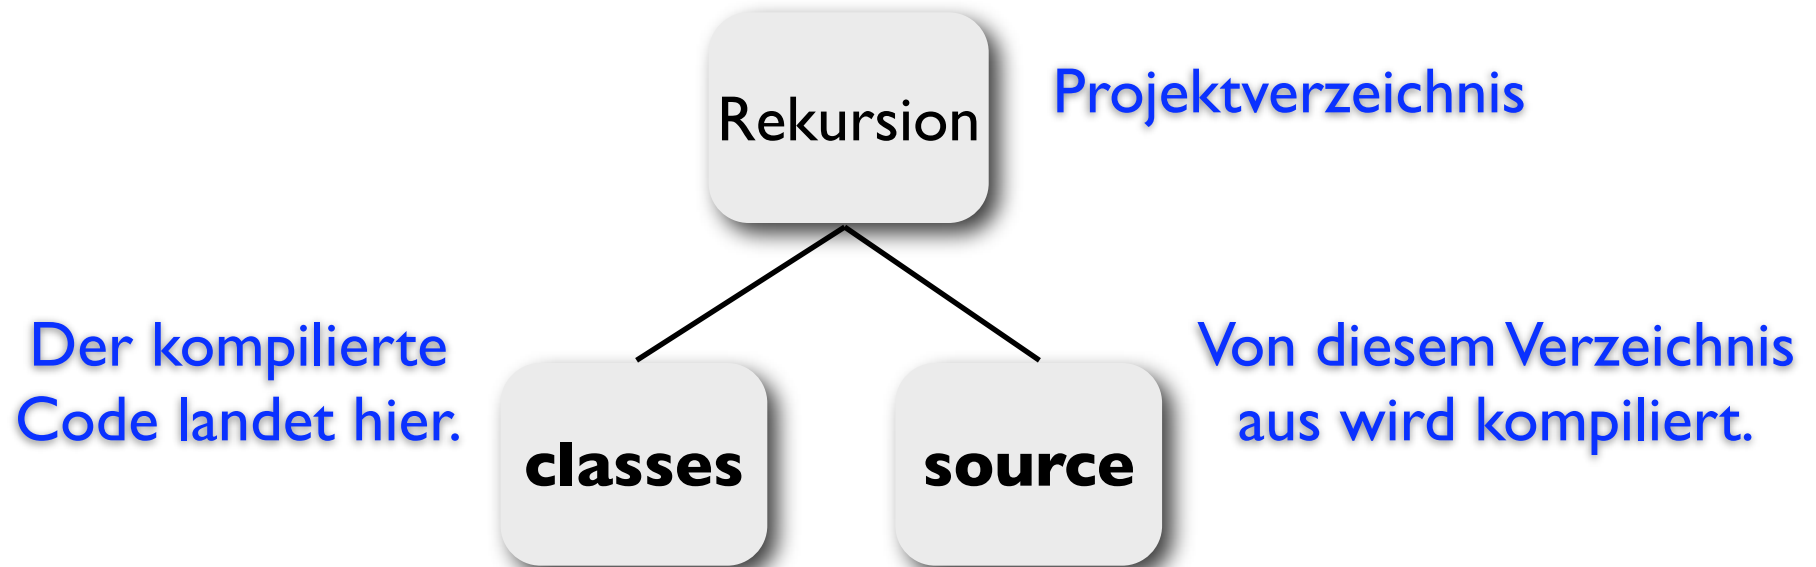 Rekursion
Projektverzeichnis
Der kompilierte
Code landet hier.
classes
source
Von diesem Verzeichnis
aus wird kompiliert.